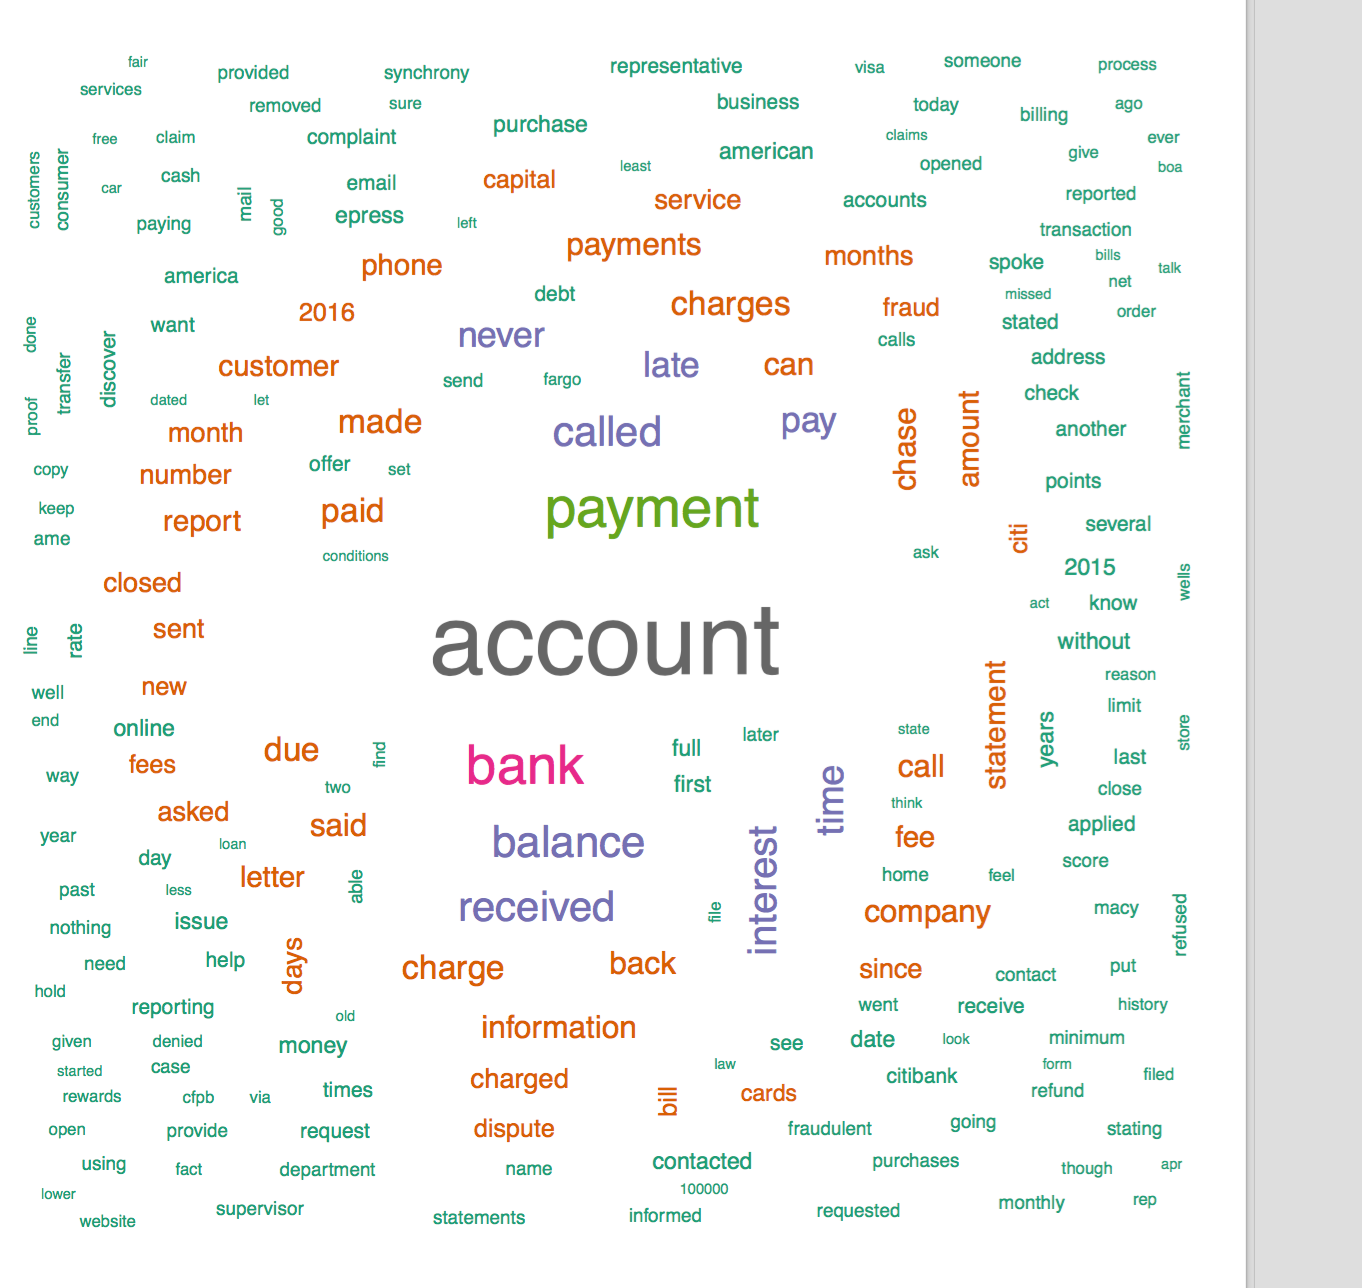 fair
provided
synchrony
representative
visa
someone
process
services
removed
sure
business
today
billing
ago
free
claim
complaint
purchase
american
claims
ever
customers
consumer
car
cash
mail
good
email
epress
capital
least
service
opened
give
boa
accounts
reported
paying
left
payments
months
transaction
america
phone
spoke
bills
talk
net
2016
debt
charges
fraud
missed
order
done
want
never
calls
stated
transfer
discover
customer
send
fargo
late
can
address
proof
dated
let
made
called
pay
chase
amount
check
merchant
month
another
copy
number
offer
set
points
keep
report
paid
payment
citi
several
ame
conditions
ask
2015
wells
closed
act
know
line
rate
sent
account
without
well
new
statement
reason
end
online
later
state
years
limit
store
fees
due
find
bank
full
call
last
way
two
first
time
think
close
asked
said
balance
interest
fee
applied
year
day
loan
score
past
less
letter
able
home
feel
nothing
issue
received
file
company
macy
refused
need
help
days
charge
back
since
contact
put
hold
reporting
old
information
went
receive
history
given
denied
money
see
date
look
minimum
started
case
charged
law
citibank
form
filed
rewards
cfpb
via
times
bill
cards
refund
open
provide
request
dispute
fraudulent
going
stating
using
fact
department
name
contacted
purchases
though
apr
lower
100000
website
supervisor
statements
informed
requested
monthly
rep